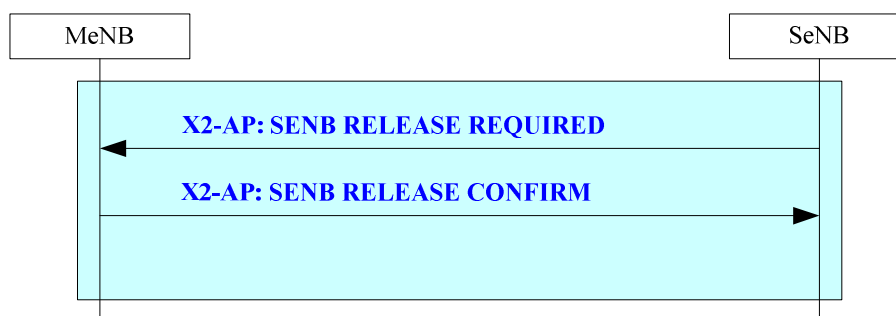 MeNB
SeNB
X2-AP: SENB RELEASE REQUIRED
X2-AP: SENB RELEASE CONFIRM